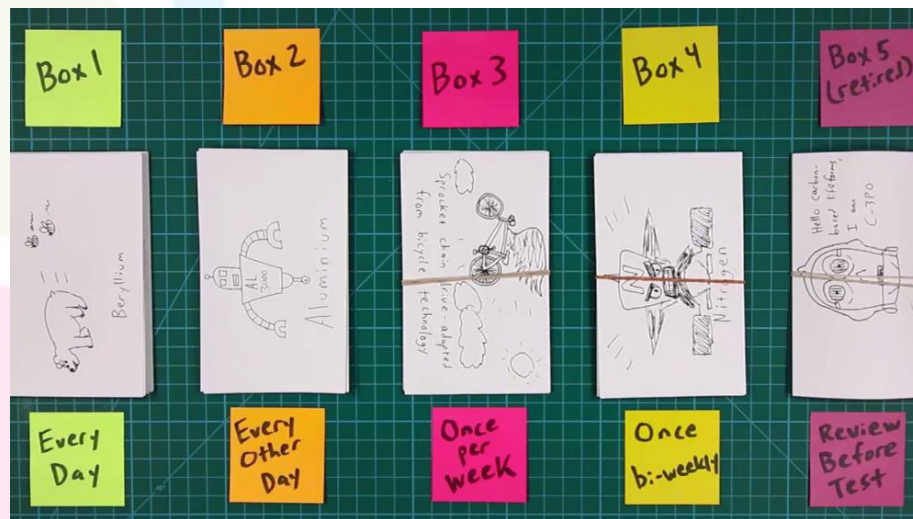 Box 1
Box 2
Box 3
Box 4
Box 5
(retired)
Beryllium
AL
3000
Aluminium
Sprocket chain drive-adapted
from bicycle technology
N
Nitrogen
Hello carbon-
based lifeforms,
I am
C-3PO
Every
Day
Every
Other
Day
Once
per
week
Once
bi-weekly
Review
Before
Test